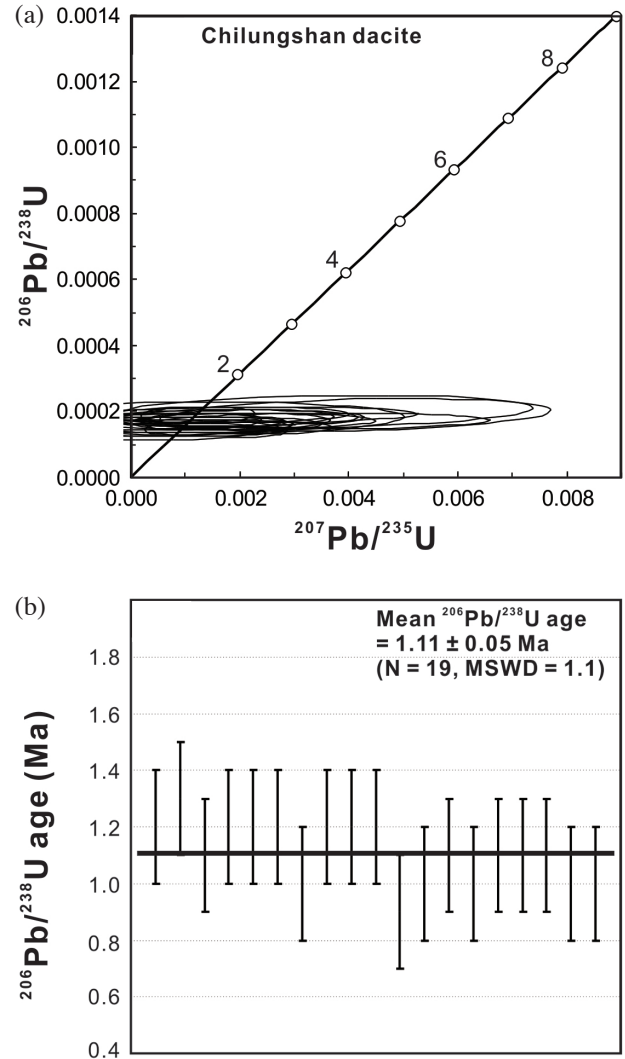 (a)
Chilungshan dacite
0.0014
0.0012
0.0010
0.0008
0.0006
0.0004
0.0002
0.0000
8
6
4
2
²⁰⁶Pb/²³⁸U
0.000 0.002 0.004 0.006 0.008
²⁰⁷Pb/²³⁵U
(b)
Mean ²⁰⁶Pb/²³⁸U age
= 1.11 ± 0.05 Ma
(N = 19, MSWD = 1.1)
1.8
1.6
1.4
1.2
1.0
0.8
0.6
0.4
²⁰⁶Pb/²³⁸U age (Ma)